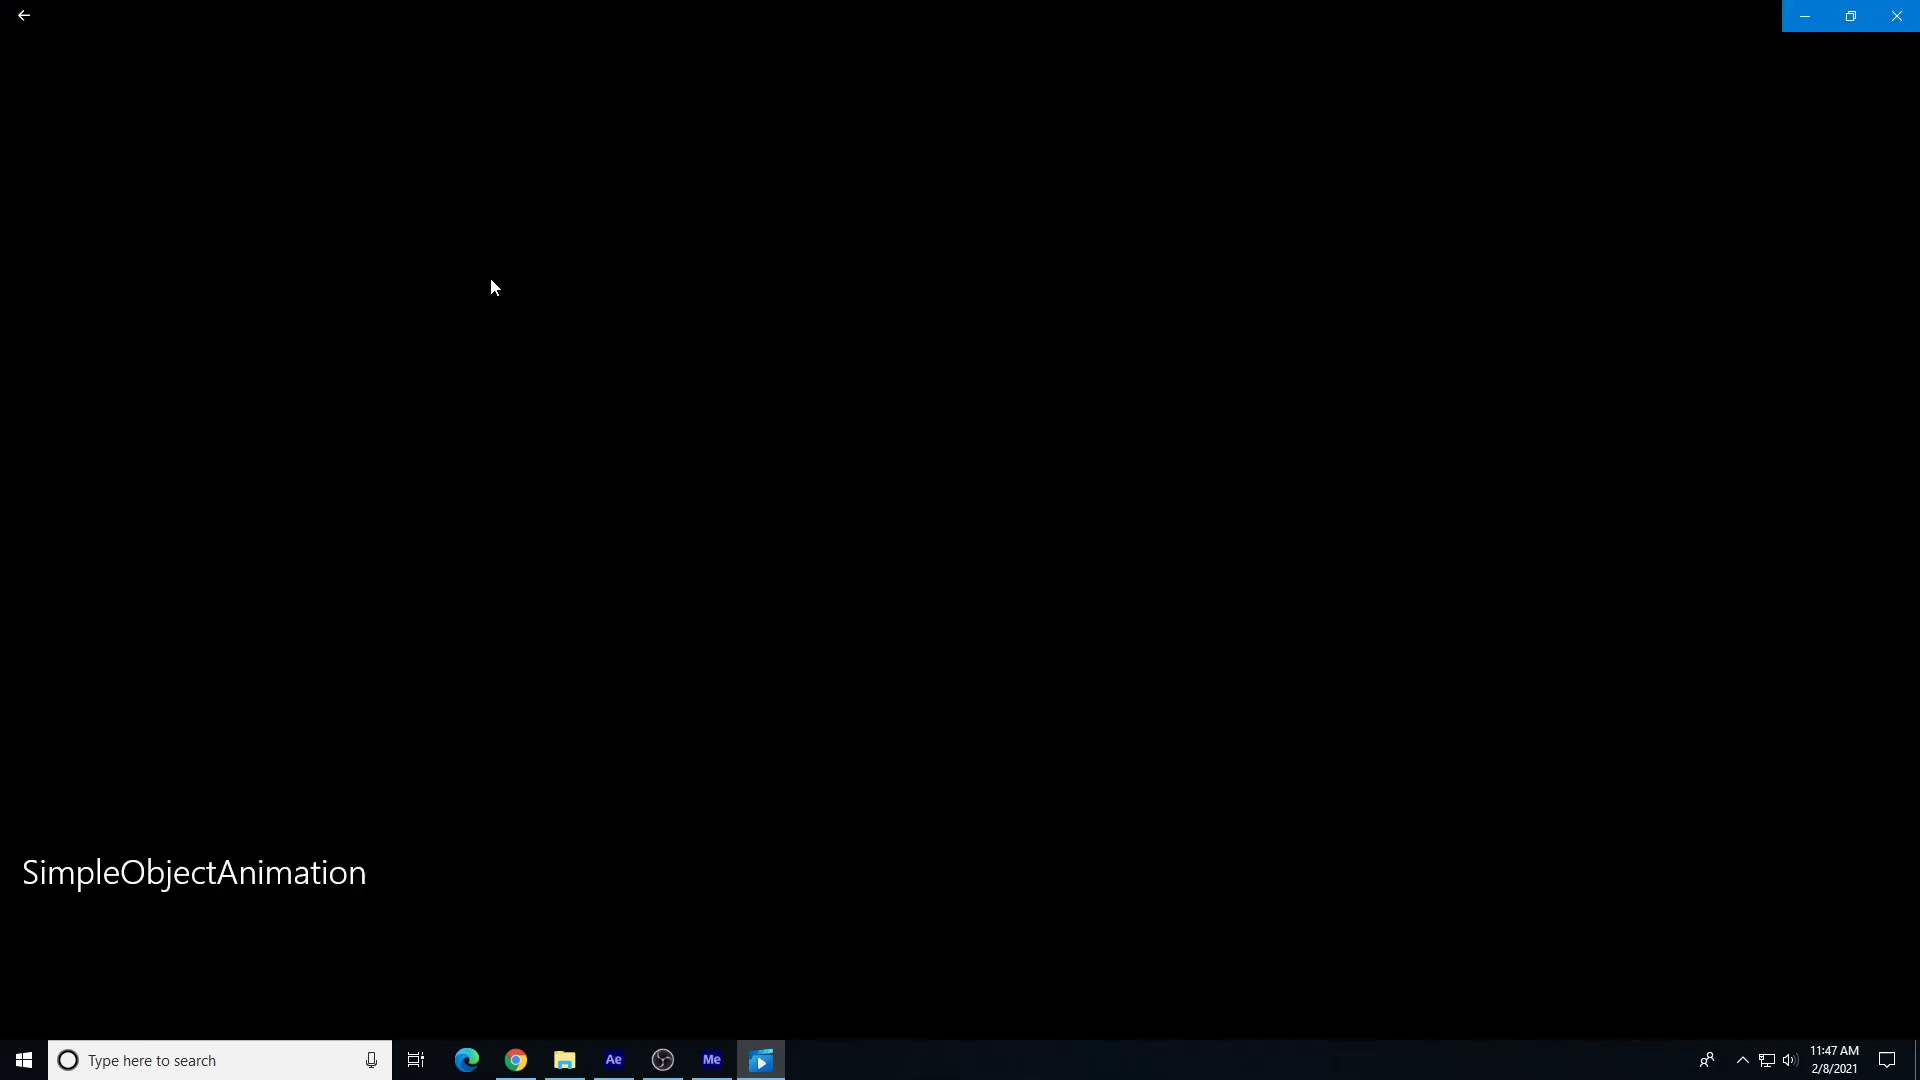 SimpleObjectAnimation
Type here to search
Ae
Me
11:47 AM
2/8/2021